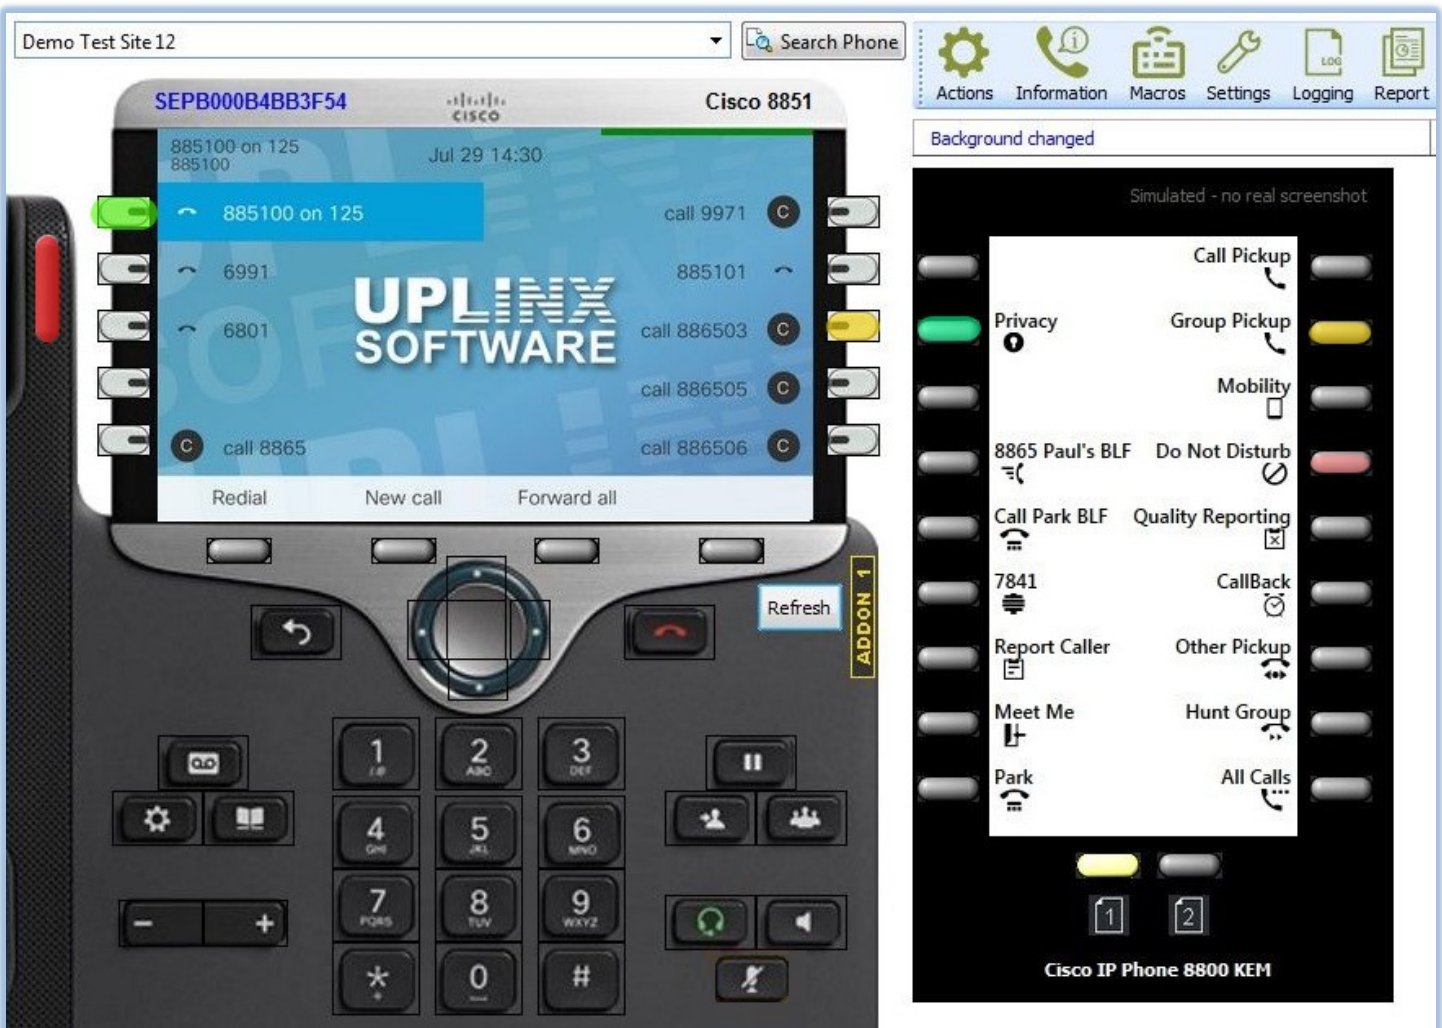 Demo Test Site 12
Search Phone
Actions Information Macros Settings Logging Report
LOG
Background changed
SEPB000B4BB3F54
CISCO
Cisco 8851
885100 on 125
885100
Jul 29 14:30
885100 on 125
call 9971 C
6991
885101
6801
call 886503 C
call 886505 C
C call 8865
call 886506 C
UPLINX
SOFTWARE
Redial New call Forward all
Refresh
ADDON 1
1
2 ABC
3 DEF
4 GHI
5 JKL
6 MNO
7 PQRS
8 TUV
9 WXYZ
*
0
#
- +
Simulated - no real screenshot
Call Pickup
Privacy Group Pickup
Mobility
8865 Paul's BLF Do Not Disturb
Call Park BLF Quality Reporting
7841 CallBack
Report Caller Other Pickup
Meet Me Hunt Group
Park All Calls
1 2
Cisco IP Phone 8800 KEM